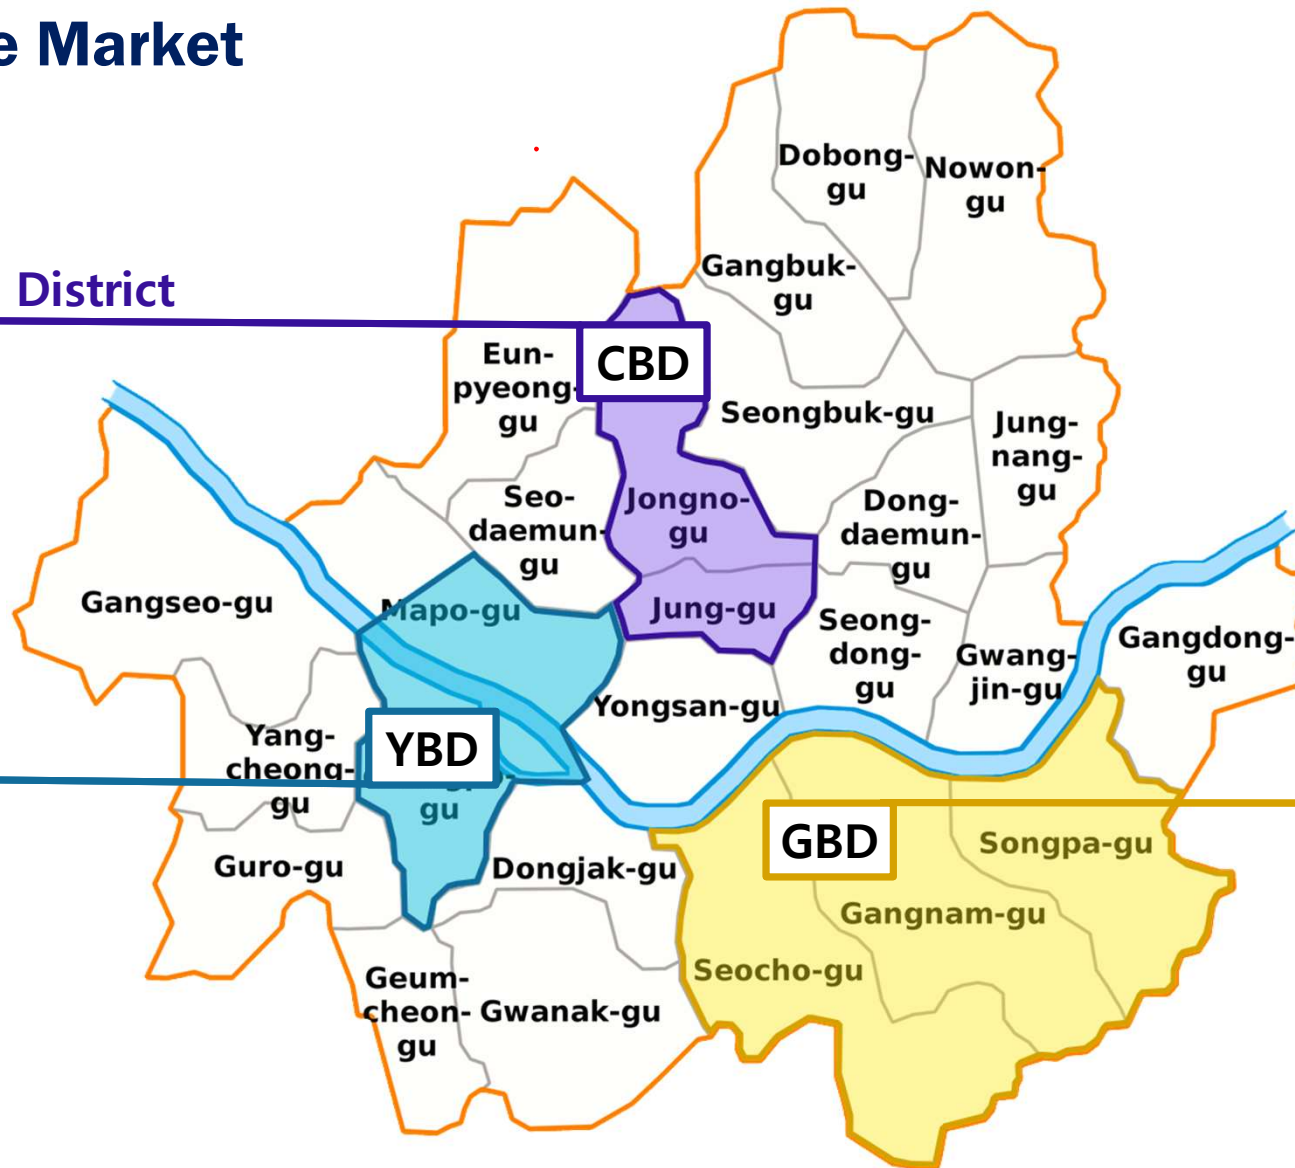 e Market
District
Dobong-
gu
Nowon-
gu
Gangbuk-
gu
Eun-
pyeong-
gu
CBD
Seongbuk-gu
Jung-
nang-
gu
Seo-
daemun-
gu
Jongno-
gu
Dong-
daemun-
gu
Gangseo-gu
Mapo-gu
Jung-gu
Seong-
dong-
gu
Gwang-
jin-gu
Gangdong-
gu
Yongsan-gu
Yang-
cheong-
gu
YBD
gu
Guro-gu
Dongjak-gu
GBD
Songpa-gu
Gangnam-gu
Seocho-gu
Geum-
cheon-
gu
Gwanak-gu